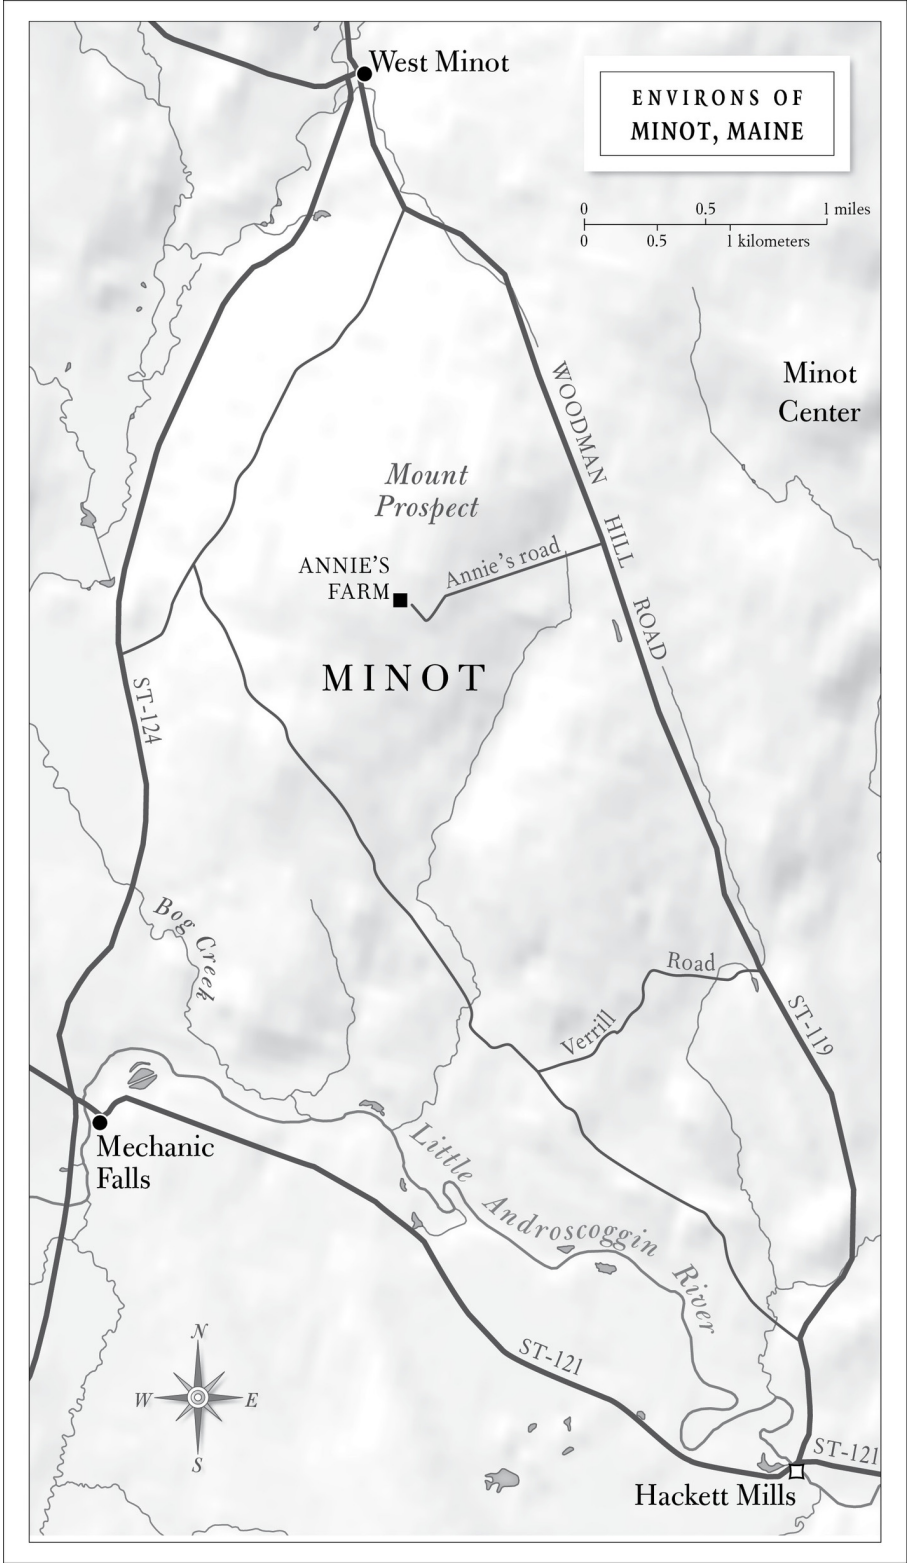 West Minot
ENVIRONS OF
MINOT, MAINE
0 0.5 1 miles
0 0.5 1 kilometers
Minot
Center
WOODMAN HILL ROAD
Mount
Prospect
Annie's road
ANNIE'S
FARM
MINOT
ST-124
Bog Creek
Verrill Road
ST-119
Mechanic
Falls
Little Androscoggin River
N
W E
S
ST-121
ST-121
Hackett Mills